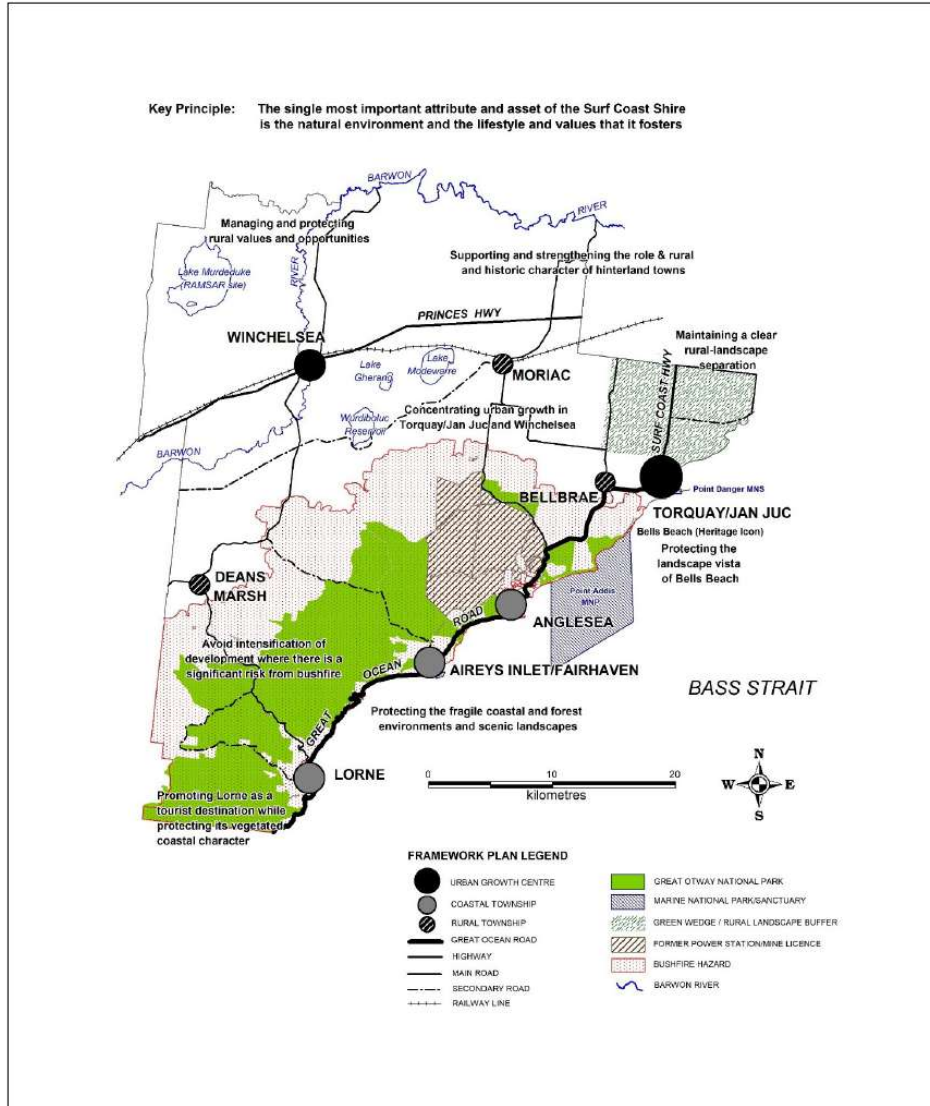 Key Principle: The single most important attribute and asset of the Surf Coast Shire
is the natural environment and the lifestyle and values that it fosters
BARWON
RIVER
Managing and protecting
rural values and opportunities
RIVER
Supporting and strengthening the role & rural
and historic character of hinterland towns
Lake Murdeduke
(RAMSAR site)
PRINCES HWY
WINCHELSEA
Maintaining a clear
rural-landscape
separation
Lake
Gherang
Lake
Modewarre
MORIAC
SURF COAST HWY
Wurdiboluc
Reservoir
Concentrating urban growth in
Torquay/Jan Juc and Winchelsea
BARWON
BELLBRAE
Point Danger MNS
TORQUAY/JAN JUC
Bells Beach (Heritage Icon)
Protecting the
landscape vista
of Bells Beach
DEANS
MARSH
Point Addis
MNP
ANGLESEA
Avoid intensification of
development where there is a
significant risk from bushfire
GREAT OCEAN ROAD
AIREYS INLET/FAIRHAVEN
BASS STRAIT
Protecting the fragile coastal and forest
environments and scenic landscapes
LORNE
0 10 20
kilometres
N
W E
S
Promoting Lorne as a
tourist destination while
protecting its vegetated
coastal character
FRAMEWORK PLAN LEGEND
URBAN GROWTH CENTRE
COASTAL TOWNSHIP
RURAL TOWNSHIP
GREAT OCEAN ROAD
HIGHWAY
MAIN ROAD
SECONDARY ROAD
RAILWAY LINE
GREAT OTWAY NATIONAL PARK
MARINE NATIONAL PARK/SANCTUARY
GREEN WEDGE / RURAL LANDSCAPE BUFFER
FORMER POWER STATION/MINE LICENCE
BUSHFIRE HAZARD
BARWON RIVER